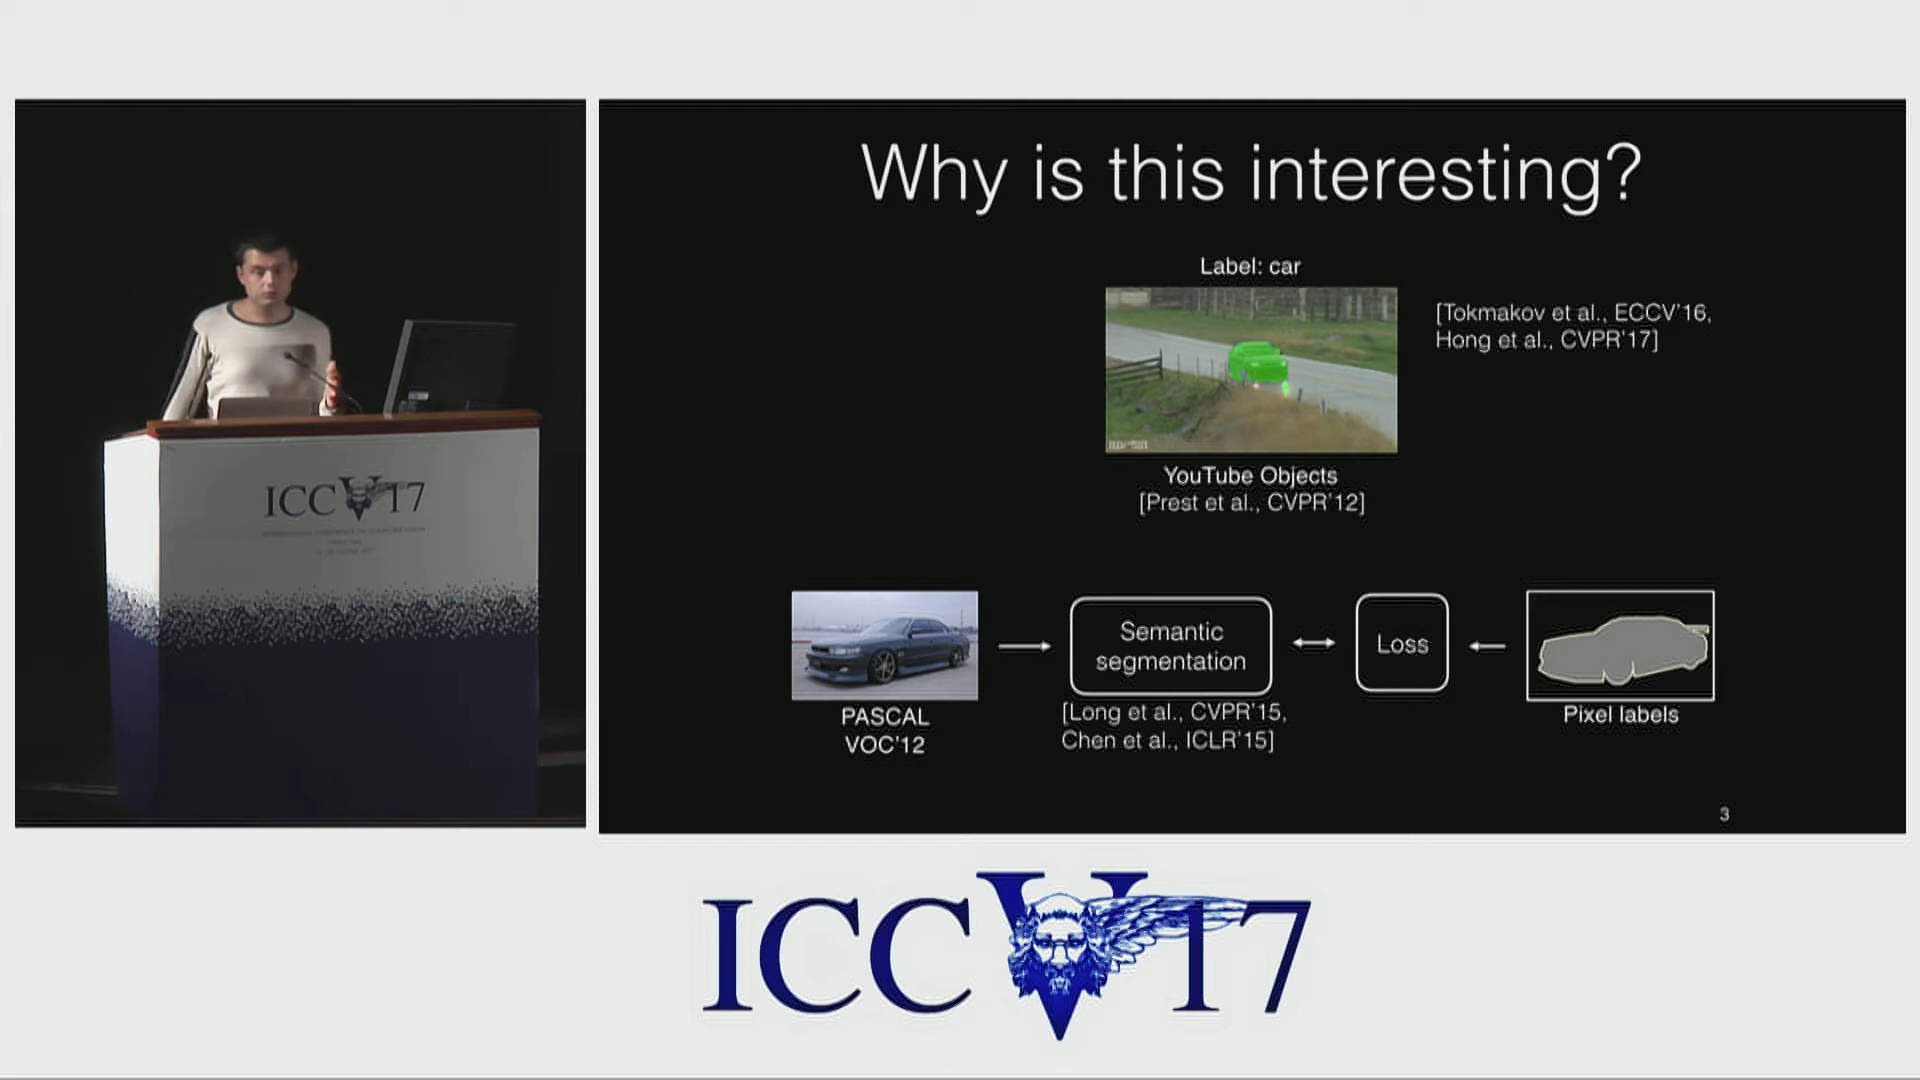 Why is this interesting?
Label: car
[Tokmakov et al., ECCV'16,
Hong et al., CVPR'17]
YouTube Objects
[Prest et al., CVPR'12]
Semantic
segmentation
Loss
PASCAL
VOC'12
[Long et al., CVPR'15,
Chen et al., ICLR'15]
Pixel labels
3
ICCV17
ICCV17